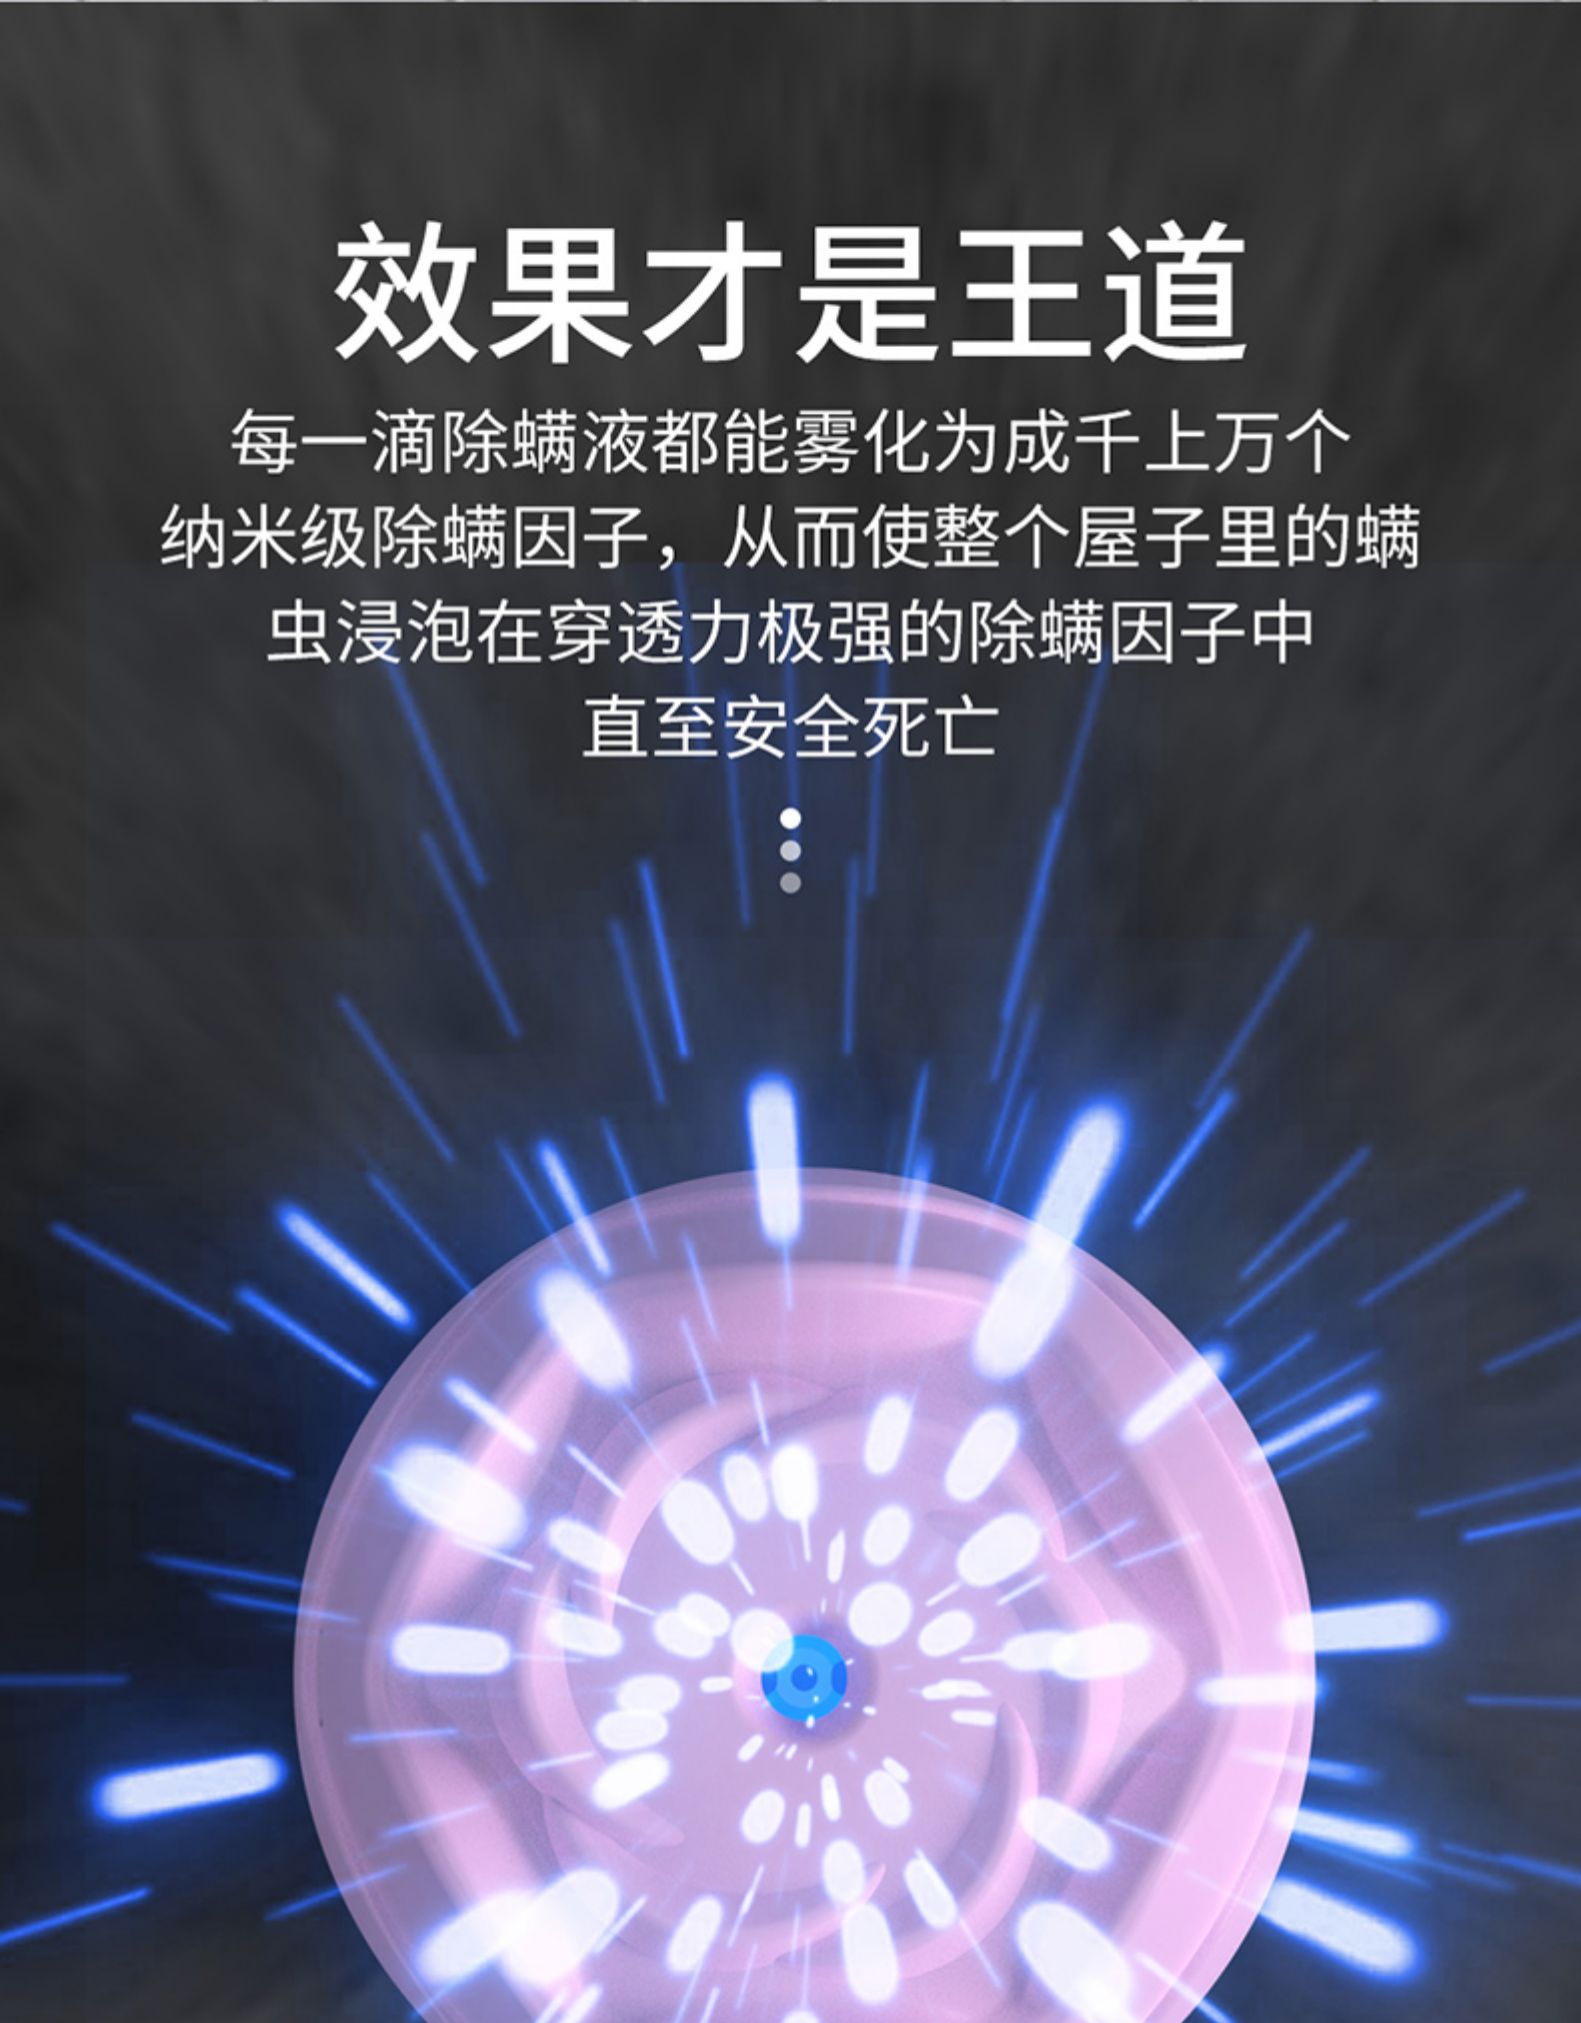 效果才是王道
每一滴除螨液都能雾化为成千上万个
纳米级除螨因子，从而使整个屋子里的螨
虫浸泡在穿透力极强的除螨因子中
直至安全死亡